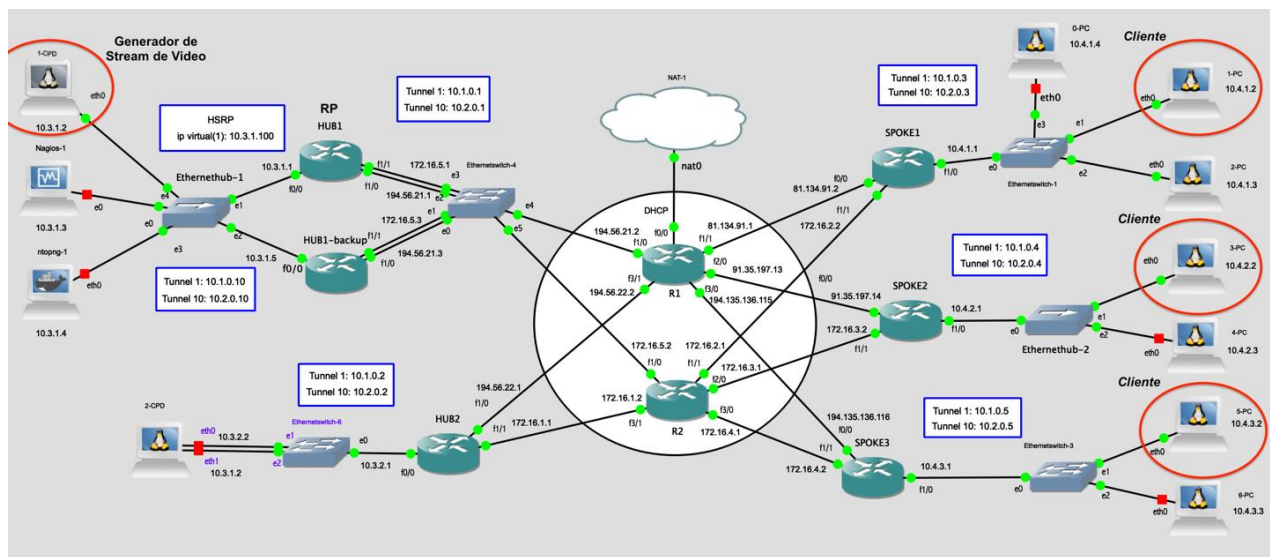 Generador de
Stream de Video
1-CPD
eth0
10.3.1.2
Nagios-1
e0
10.3.1.3
ntopng-1
eth0
10.3.1.4
HSRP
ip virtual(1): 10.3.1.100
Ethernethub-1
e4
e0
e3
e1
e2
RP
HUB1
10.3.1.1
f0/0
f1/1
f1/0
172.16.5.1
194.56.21.1
HUB1-backup
10.3.1.5
f0/0
f1/1
f1/0
172.16.5.3
194.56.21.3
Tunnel 1: 10.1.0.1
Tunnel 10: 10.2.0.1
Tunnel 1: 10.1.0.10
Tunnel 10: 10.2.0.10
Ethernetswitch-4
e3
e2
e1
e0
e4
e5
NAT-1
nat0
DHCP
f0/0
194.56.21.2
f1/0
f3/1
194.56.22.2
R1
81.134.91.1
f1/1
f2/0
91.35.197.13
f3/0
194.135.136.115
172.16.5.2
f1/0
172.16.2.1
f1/1
172.16.3.1
f2/0
172.16.1.2
f3/1
R2
f3/0
172.16.4.1
Tunnel 1: 10.1.0.2
Tunnel 10: 10.2.0.2
2-CPD
eth0
10.3.2.2
eth1
10.3.1.2
Ethernetswitch-6
e1
e2
e0
10.3.2.1
f0/0
HUB2
194.56.22.1
f1/0
f1/1
172.16.1.1
Tunnel 1: 10.1.0.3
Tunnel 10: 10.2.0.3
SPOKE1
f0/0
81.134.91.2
f1/1
172.16.2.2
10.4.1.1
f1/0
0-PC
10.4.1.4
eth0
e3
e0
e1
e2
Ethernetswitch-1
Cliente
1-PC
10.4.1.2
eth0
2-PC
10.4.1.3
eth0
Tunnel 1: 10.1.0.4
Tunnel 10: 10.2.0.4
SPOKE2
f0/0
91.35.197.14
172.16.3.2
f1/1
10.4.2.1
f1/0
e0
e1
e2
Ethernethub-2
Cliente
3-PC
10.4.2.2
eth0
4-PC
10.4.2.3
eth0
Tunnel 1: 10.1.0.5
Tunnel 10: 10.2.0.5
194.135.136.116
f0/0
SPOKE3
f1/1
172.16.4.2
10.4.3.1
f1/0
Ethernetswitch-3
e0
e1
e2
Cliente
5-PC
10.4.3.2
eth0
6-PC
10.4.3.3
eth0